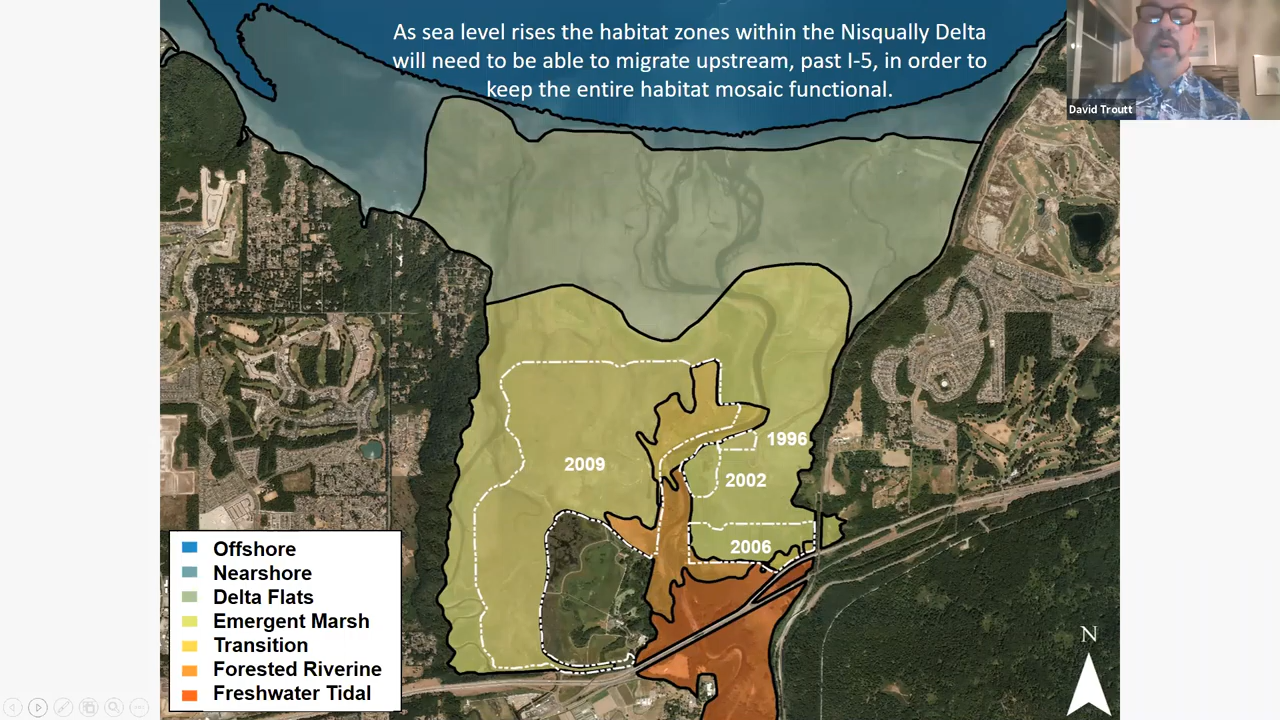 As sea level rises the habitat zones within the Nisqually Delta
will need to be able to migrate upstream, past I-5, in order to
keep the entire habitat mosaic functional.
David Troutt
1996
2009
2002
2006
Offshore
Nearshore
Delta Flats
Emergent Marsh
Transition
Forested Riverine
Freshwater Tidal
N